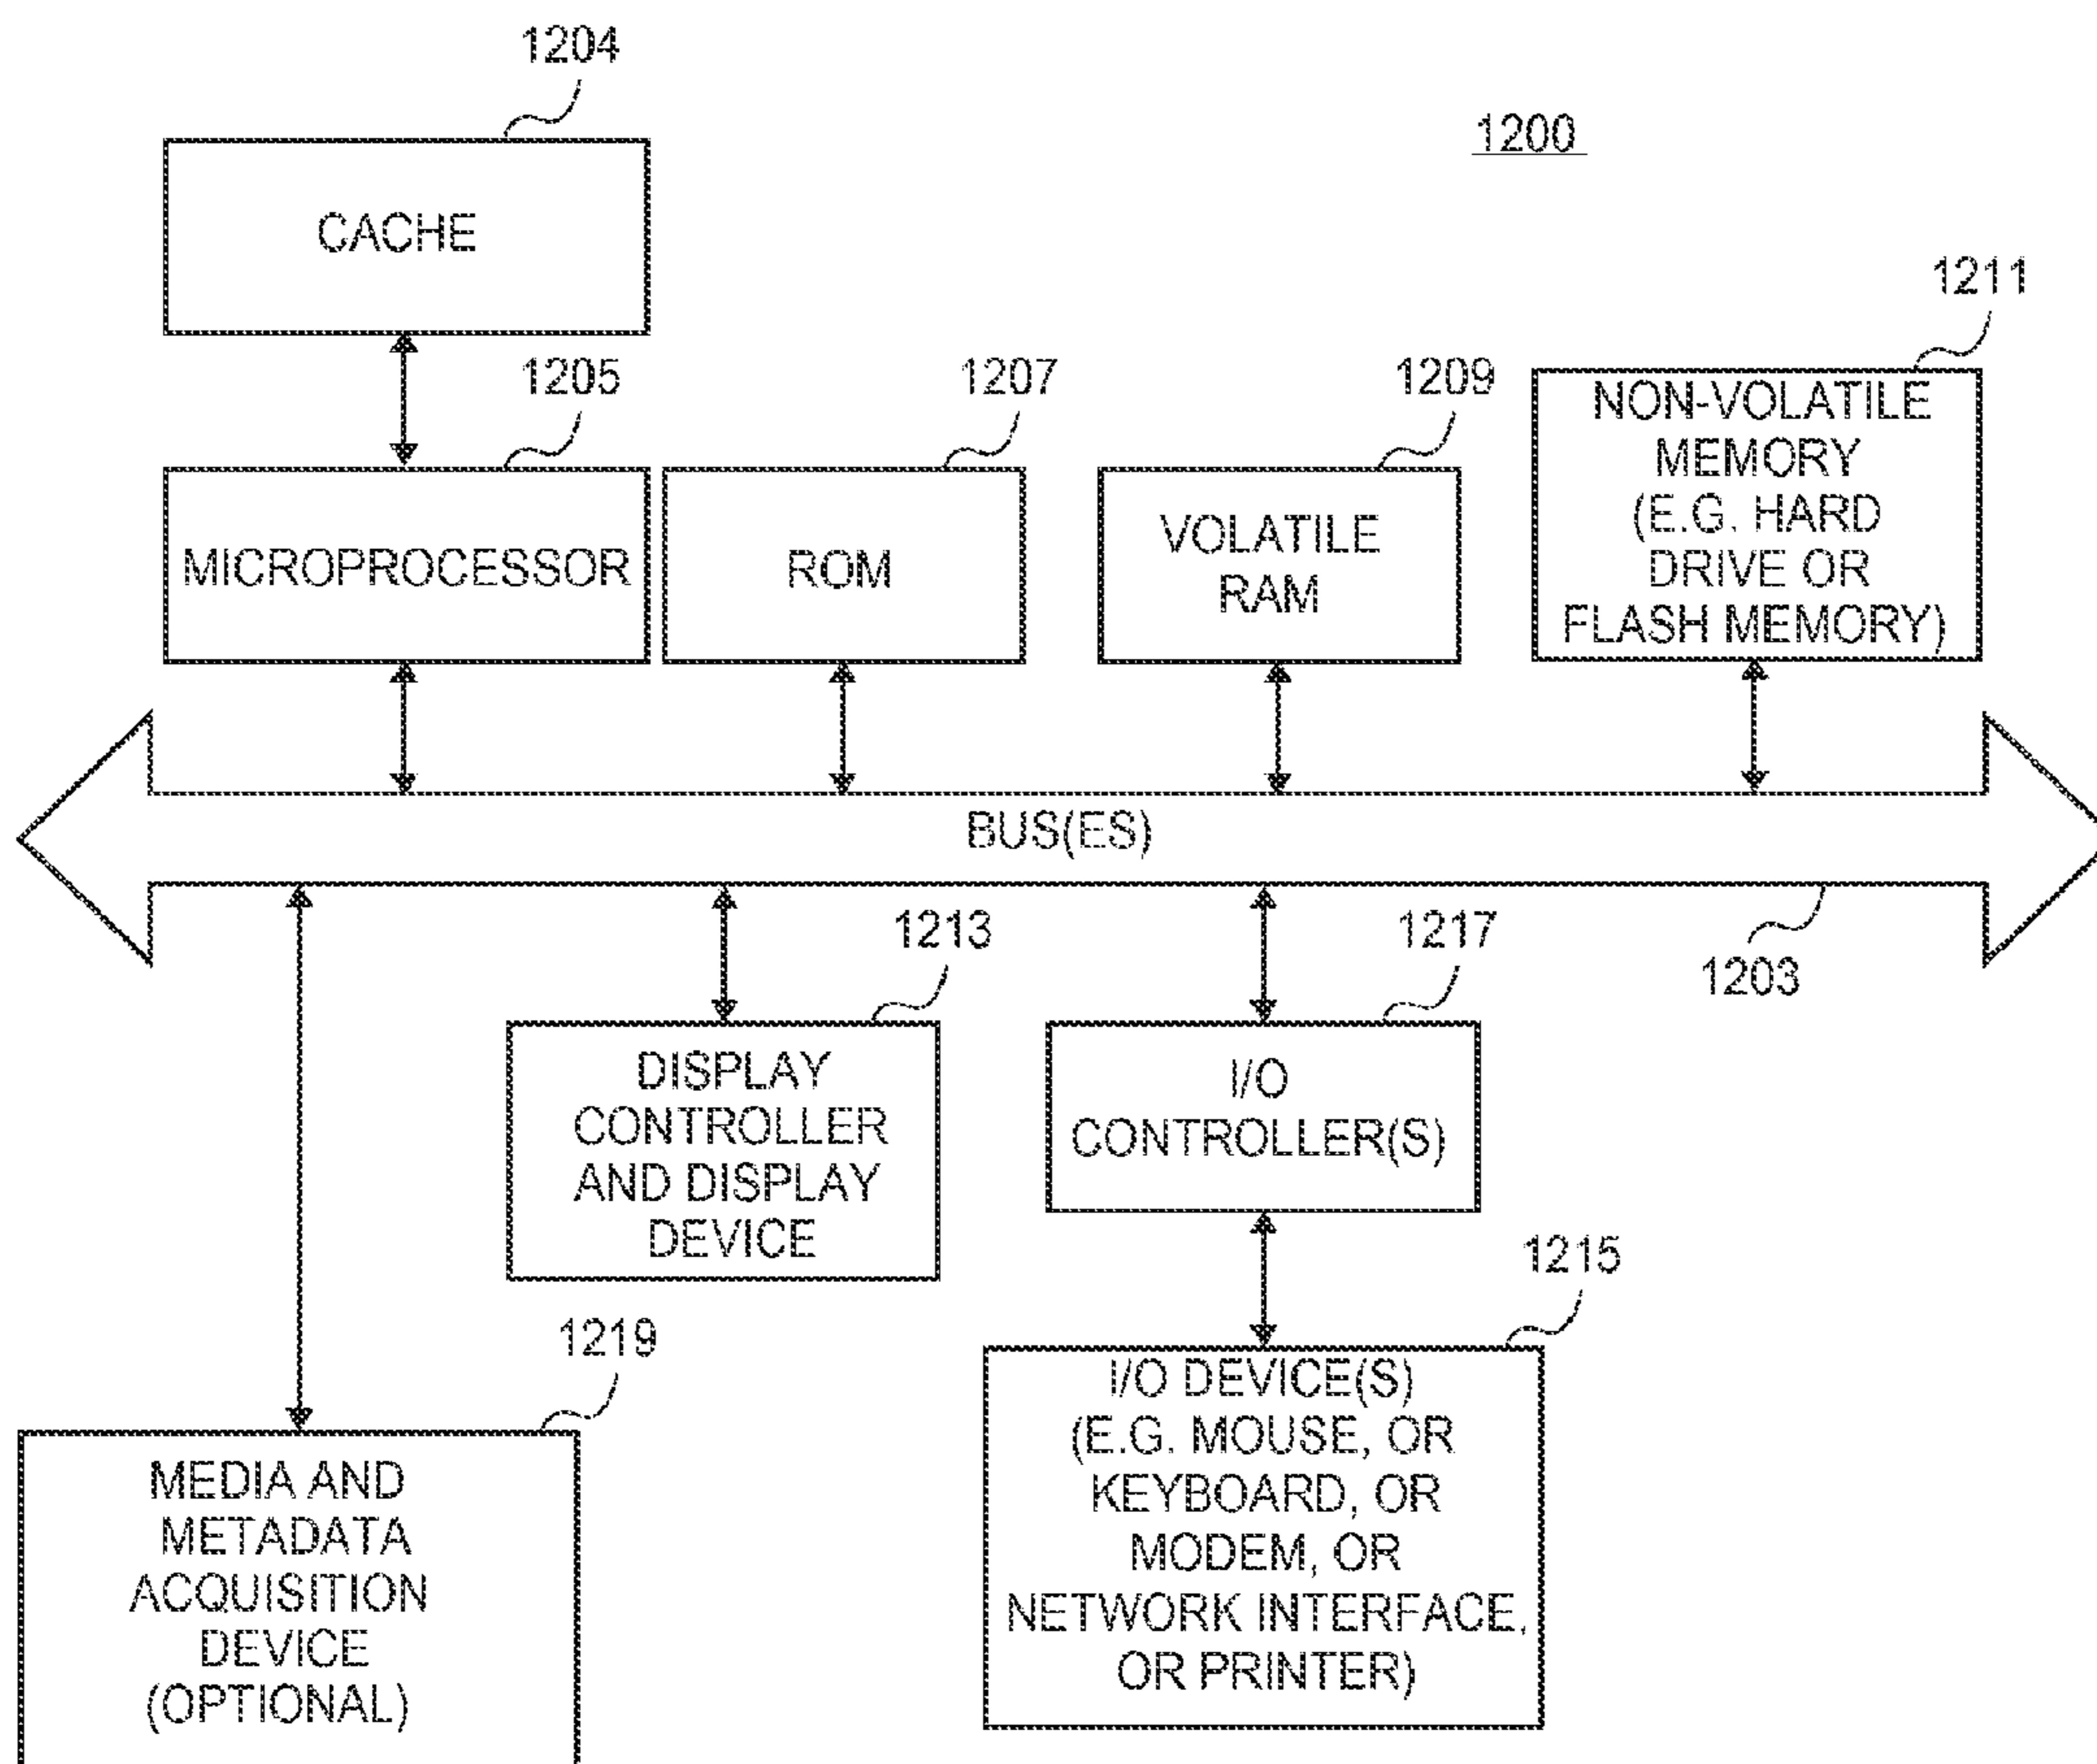 1204
1200
CACHE
1211
1205
1207
1209
NON-VOLATILE
MEMORY
(E.G. HARD
DRIVE OR
FLASH MEMORY)
MICROPROCESSOR
ROM
VOLATILE
RAM
BUS(ES)
1213
1217
1203
DISPLAY
CONTROLLER
AND DISPLAY
DEVICE
I/O
CONTROLLER(S)
1219
1215
MEDIA AND
METADATA
ACQUISITION
DEVICE
(OPTIONAL)
I/O DEVICE(S)
(E.G. MOUSE, OR
KEYBOARD, OR
MODEM, OR
NETWORK INTERFACE,
OR PRINTER)